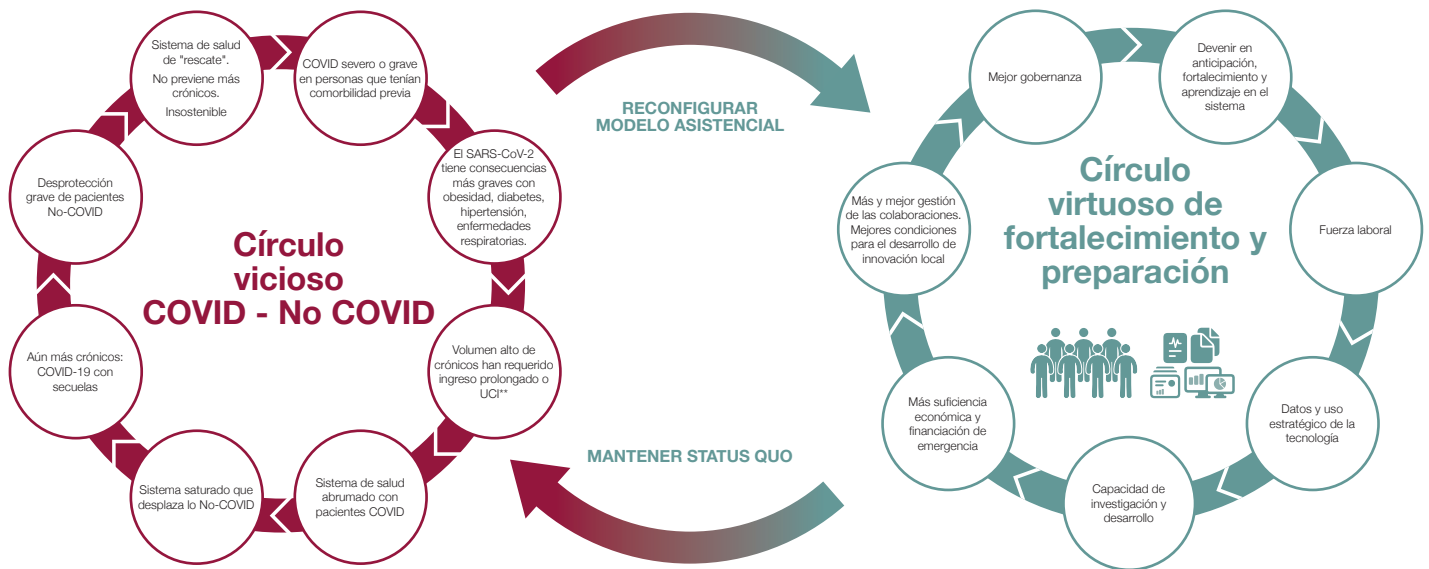 Sistema de salud
de "rescate".
No previene más
crónicos.
Insostenible
COVID severo o grave
en personas que tenían
comorbilidad previa
El SARS-CoV-2
tiene consecuencias
más graves con
obesidad, diabetes,
hipertensión,
enfermedades
respiratorias.
Volumen alto de
crónicos han requerido
ingreso prolongado o
UCI**
Sistema de salud
abrumado con
pacientes COVID
Sistema saturado que
desplaza lo No-COVID
Aún más crónicos:
COVID-19 con
secuelas
Desprotección
grave de pacientes
No-COVID
Círculo
vicioso
COVID - No COVID
RECONFIGURAR
MODELO ASISTENCIAL
MANTENER STATUS QUO
Mejor gobernanza
Devenir en
anticipación,
fortalecimiento y
aprendizaje en el
sistema
Fuerza laboral
Datos y uso
estratégico de la
tecnología
Capacidad de
investigación y
desarrollo
Más suficiencia
económica y
financiación de
emergencia
Más y mejor gestión
de las colaboraciones.
Mejores condiciones
para el desarrollo de
innovación local
Círculo
virtuoso de
fortalecimiento y
preparación